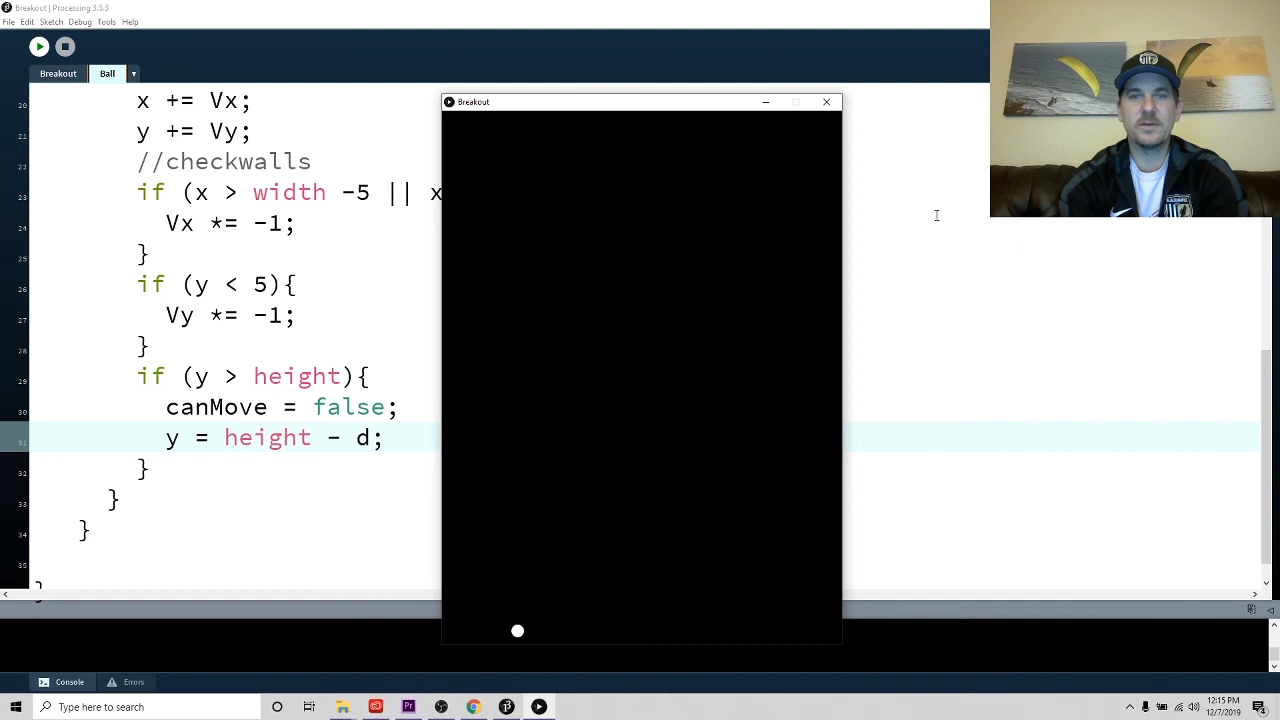 Breakout | Processing 3.5.3
File Edit Sketch Debug Tools Help
Breakout Ball
20 x += Vx;
21 y += Vy;
22 //checkwalls
23 if (x > width -5 || x
24 Vx *= -1;
25 }
26 if (y < 5){
27 Vy *= -1;
28 }
29 if (y > height){
30 canMove = false;
31 y = height - d;
32 }
33 }
34 }
35
}
Breakout
Console Errors
Type here to search
Pr
12:15 PM
12/7/2019
4